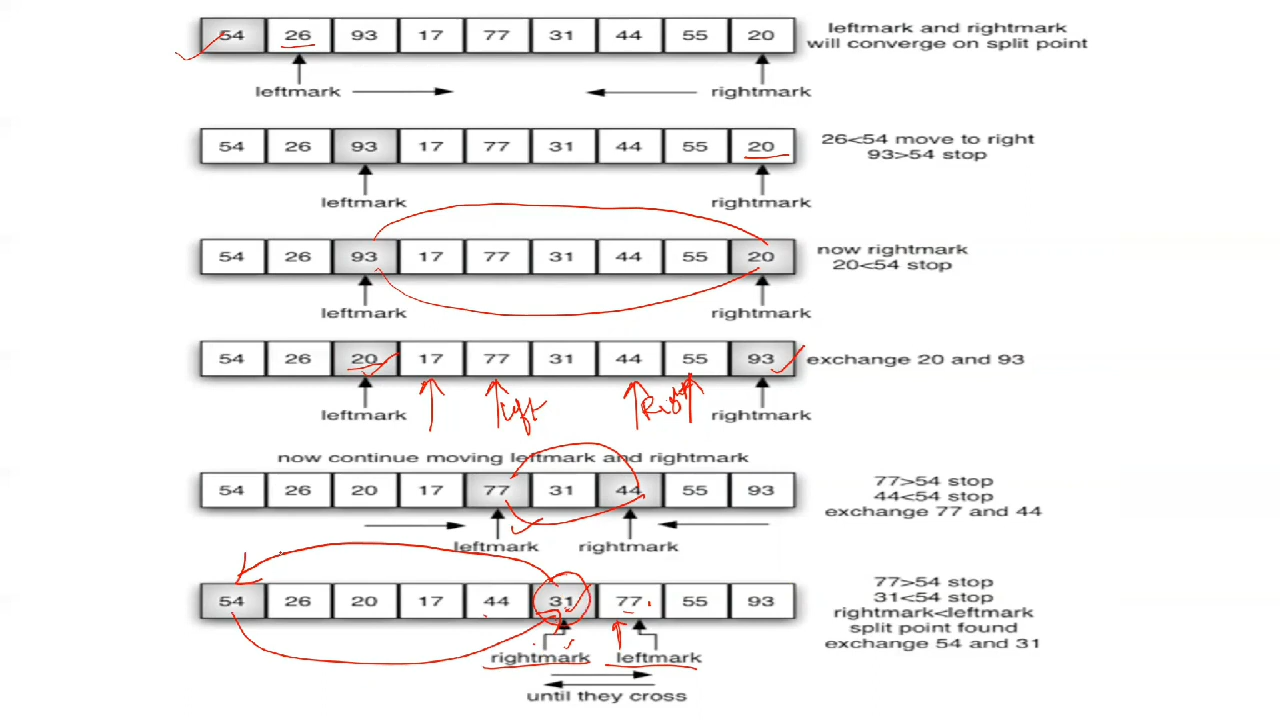 54 26 93 17 77 31 44 55 20
leftmark and rightmark
will converge on split point
leftmark rightmark
54 26 93 17 77 31 44 55 20
26<54 move to right
93>54 stop
leftmark rightmark
54 26 93 17 77 31 44 55 20
now rightmark
20<54 stop
leftmark rightmark
54 26 20 17 77 31 44 55 93
exchange 20 and 93
leftmark left Right rightmark
now continue moving leftmark and rightmark
54 26 20 17 77 31 44 55 93
77>54 stop
44<54 stop
exchange 77 and 44
leftmark rightmark
54 26 20 17 44 31 77 55 93
77>54 stop
31<54 stop
rightmark<leftmark
split point found
exchange 54 and 31
rightmark leftmark
until they cross